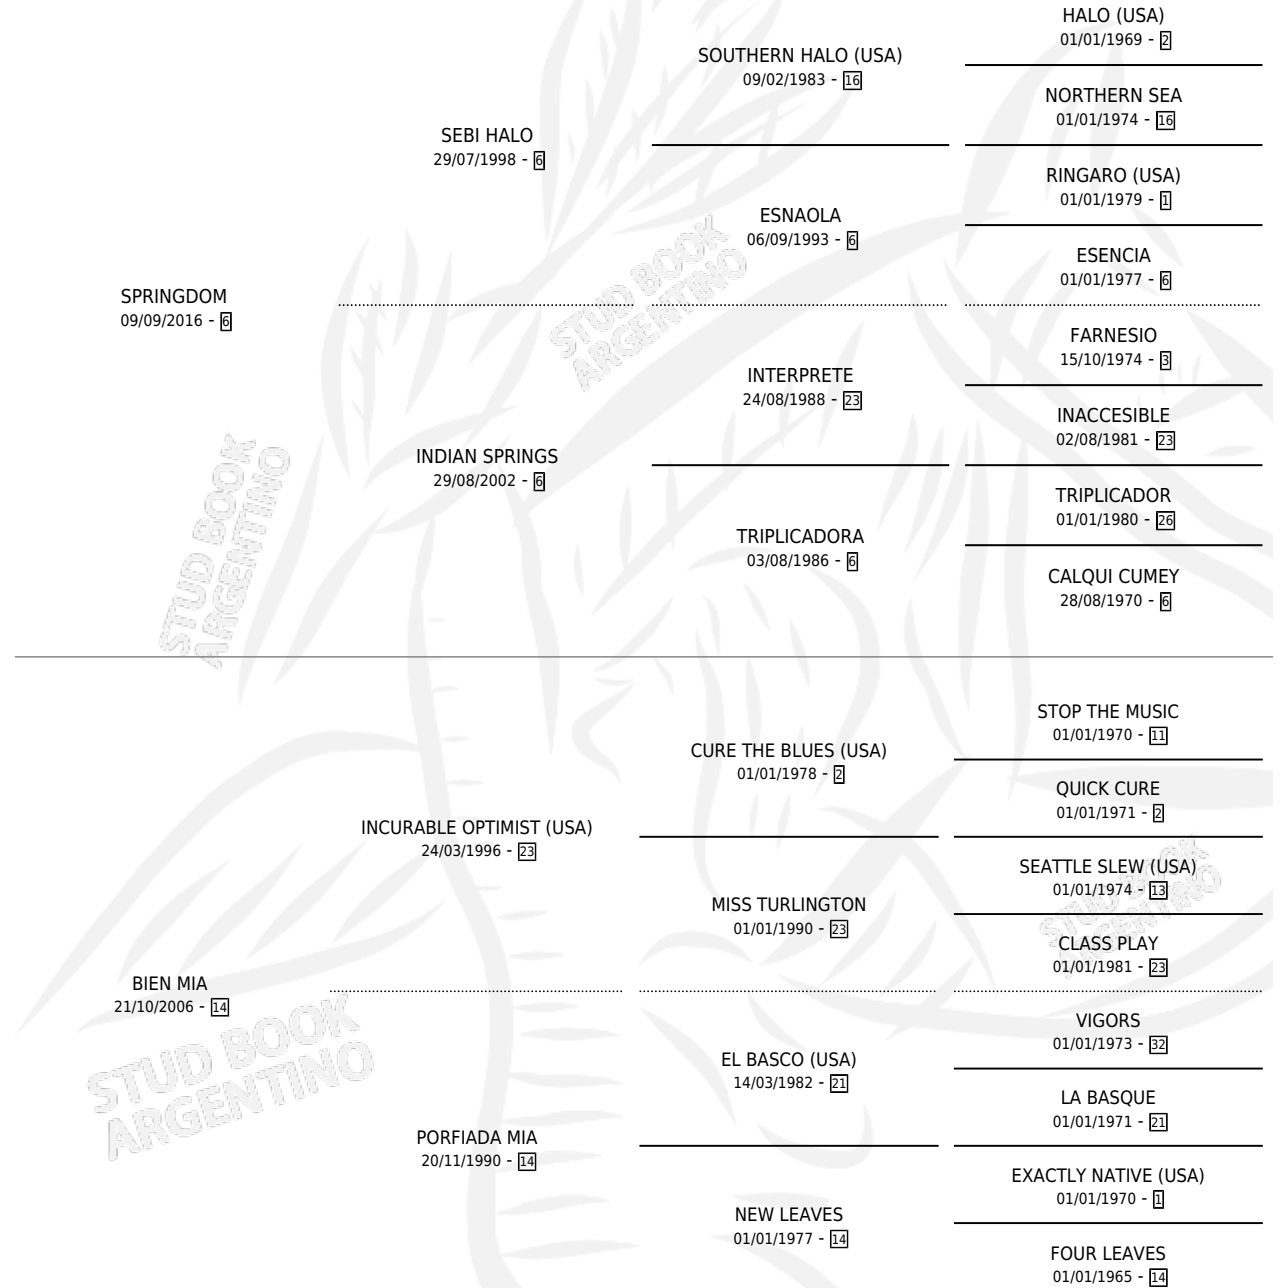 HALO (USA)
01/01/1969 - 2
SOUTHERN HALO (USA)
09/02/1983 - 16
NORTHERN SEA
01/01/1974 - 16
SEBI HALO
29/07/1998 - 6
RINGARO (USA)
01/01/1979 - 1
ESNAOLA
06/09/1993 - 6
ESENCIA
01/01/1977 - 6
SPRINGDOM
09/09/2016 - 6
FARNESIO
15/10/1974 - 3
INTERPRETE
24/08/1988 - 23
INACCESIBLE
02/08/1981 - 23
INDIAN SPRINGS
29/08/2002 - 6
TRIPLICADOR
01/01/1980 - 26
TRIPLICADORA
03/08/1986 - 6
CALQUI CUMEY
28/08/1970 - 6
STOP THE MUSIC
01/01/1970 - 11
CURE THE BLUES (USA)
01/01/1978 - 2
QUICK CURE
01/01/1971 - 2
INCURABLE OPTIMIST (USA)
24/03/1996 - 23
SEATTLE SLEW (USA)
01/01/1974 - 13
MISS TURLINGTON
01/01/1990 - 23
CLASS PLAY
01/01/1981 - 23
BIEN MIA
21/10/2006 - 14
VIGORS
01/01/1973 - 32
EL BASCO (USA)
14/03/1982 - 21
LA BASQUE
01/01/1971 - 21
PORFIADA MIA
20/11/1990 - 14
EXACTLY NATIVE (USA)
01/01/1970 - 1
NEW LEAVES
01/01/1977 - 14
FOUR LEAVES
01/01/1965 - 14
STUD BOOK
ARGENTINO
STUD BOOK
ARGENTINO
STUD BOOK
ARGENTINO
STUD BOOK
ARGENTINO